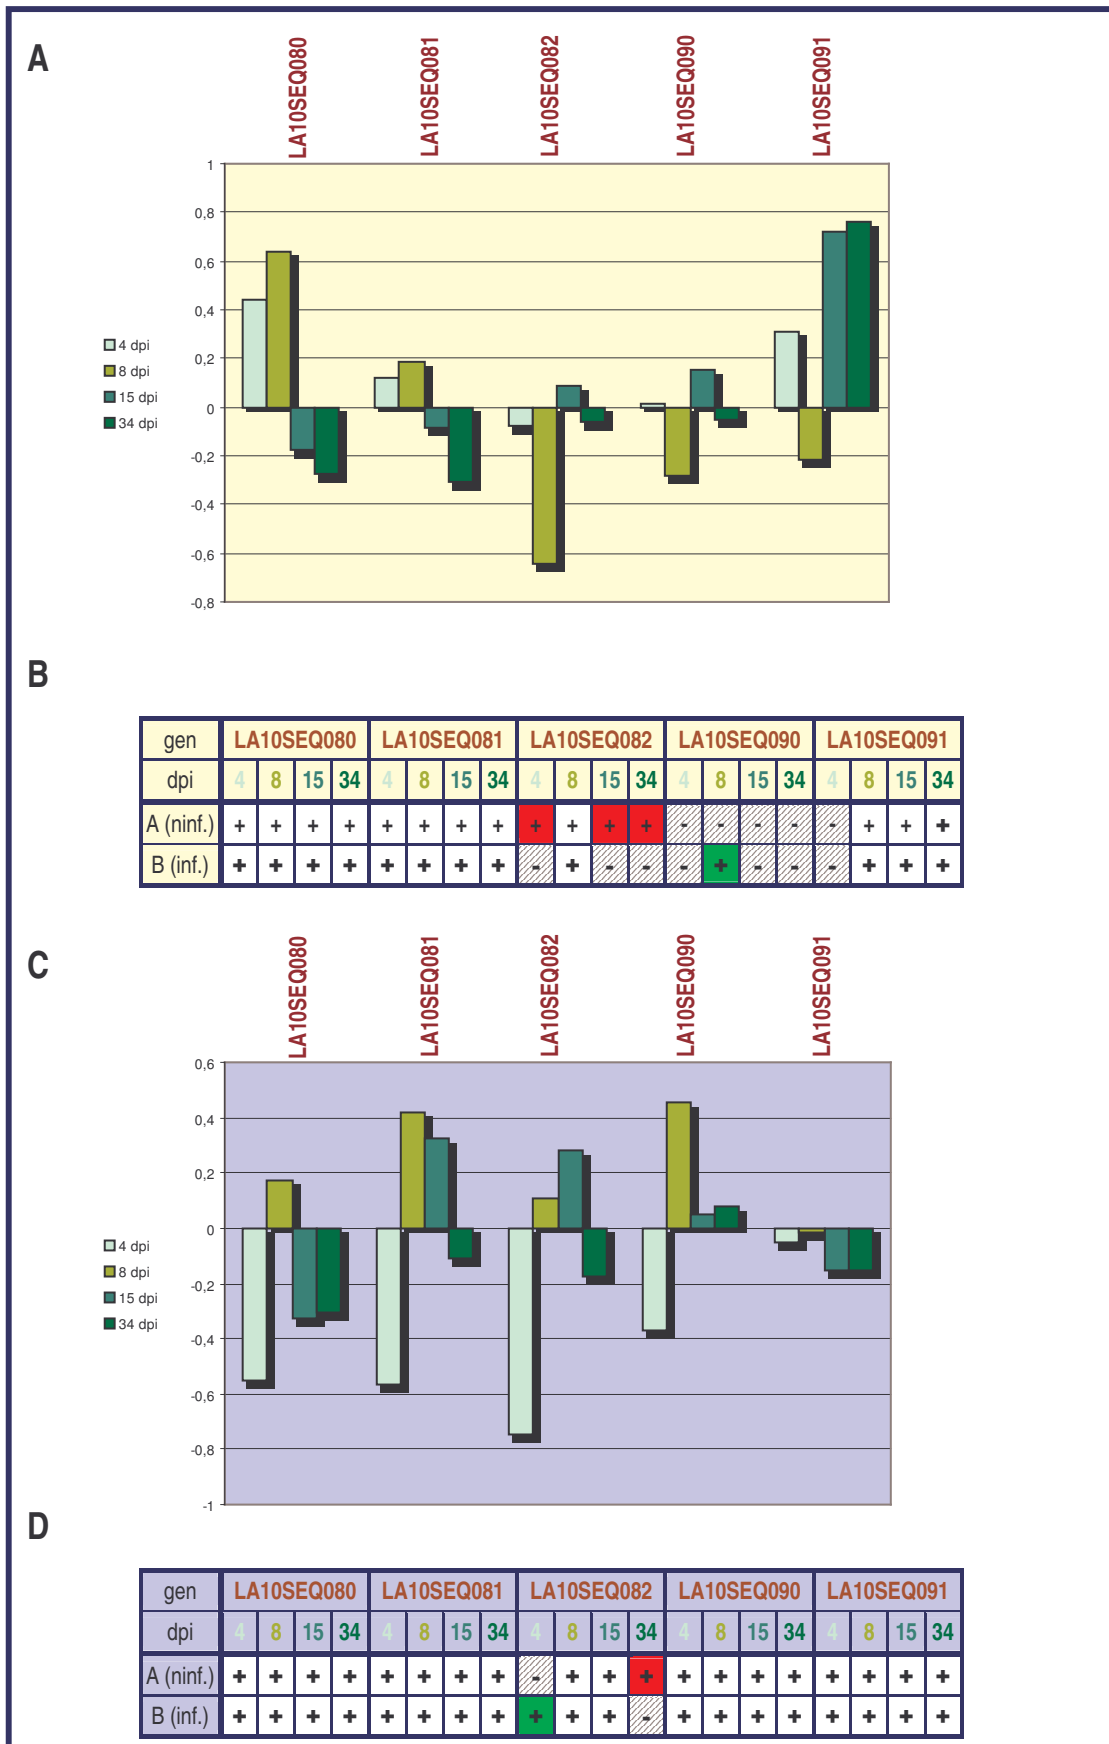 A
LA10SEQ080 LA10SEQ081 LA10SEQ082 LA10SEQ090 LA10SEQ091
1
0,8
0,6
0,4
0,2
0
-0,2
-0,4
-0,6
-0,8
4 dpi
8 dpi
15 dpi
34 dpi
B
gen LA10SEQ080 LA10SEQ081 LA10SEQ082 LA10SEQ090 LA10SEQ091
dpi 4 8 15 34 4 8 15 34 4 8 15 34 4 8 15 34 4 8 15 34
A (ninf.) + + + + + + + + + + + + - - - - - + + +
B (inf.) + + + + + + + + - + - - - + - - - + + +
C
LA10SEQ080 LA10SEQ081 LA10SEQ082 LA10SEQ090 LA10SEQ091
0,6
0,4
0,2
0
-0,2
-0,4
-0,6
-0,8
-1
4 dpi
8 dpi
15 dpi
34 dpi
D
gen LA10SEQ080 LA10SEQ081 LA10SEQ082 LA10SEQ090 LA10SEQ091
dpi 4 8 15 34 4 8 15 34 4 8 15 34 4 8 15 34 4 8 15 34
A (ninf.) + + + + + + + + - + + + + + + + + + + +
B (inf.) + + + + + + + + + + + - + + + + + + + +